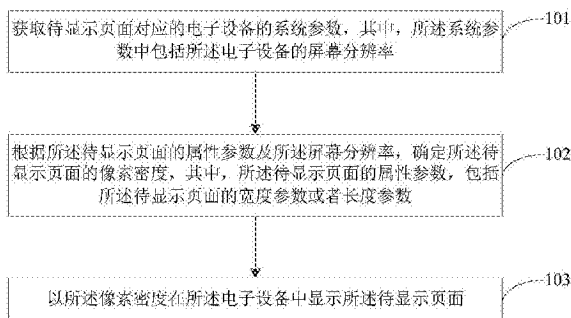 获取待显示页面对应的电子设备的系统参数，其中，所述系统参
数中包括所述电子设备的屏幕分辨率
101
根据所述待显示页面的属性参数及所述屏幕分辨率，确定所述待
显示页面的像素密度，其中，所述待显示页面的属性参数，包括
所述待显示页面的宽度参数或者长度参数
102
以所述像素密度在所述电子设备中显示所述待显示页面
103